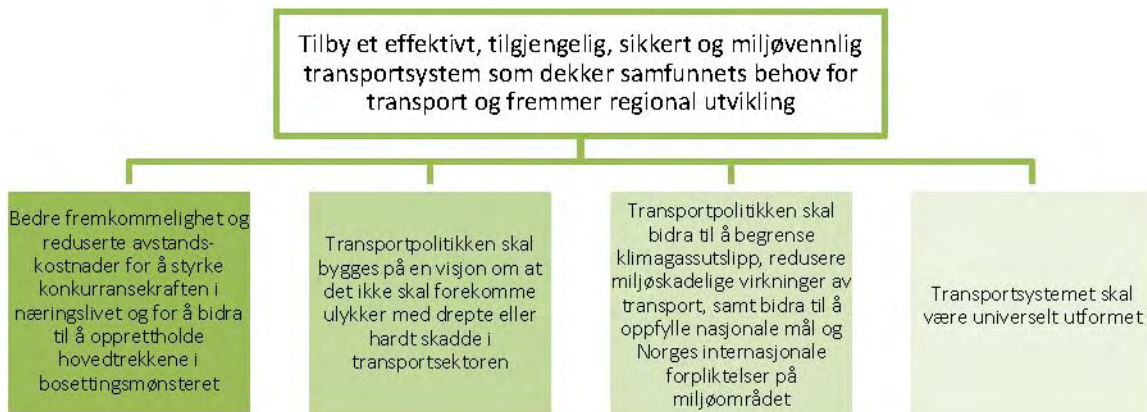 Tilby et effektivt, tilgjengelig, sikkert og miljøvennlig
transportsystem som dekker samfunnets behov for
transport og fremmer regional utvikling
Bedre fremkommelighet og
reduserte avstands-
kostnader for å styrke
konkurransekraften i
næringslivet og for å bidra
til å opprettholde
hovedtrekkene i
bosettingsmønsteret
Transportpolitikken skal
bygges på en visjon om at
det ikke skal forekomme
ulykker med drepte eller
hardt skadde i
transportsektoren
Transportpolitikken skal
bidra til å begrense
klimagassutslipp, redusere
miljøskadelige virkninger av
transport, samt bidra til å
oppfylle nasjonale mål og
Norges internasjonale
forpliktelser på
miljøområdet
Transportsystemet skal
være universelt utformet